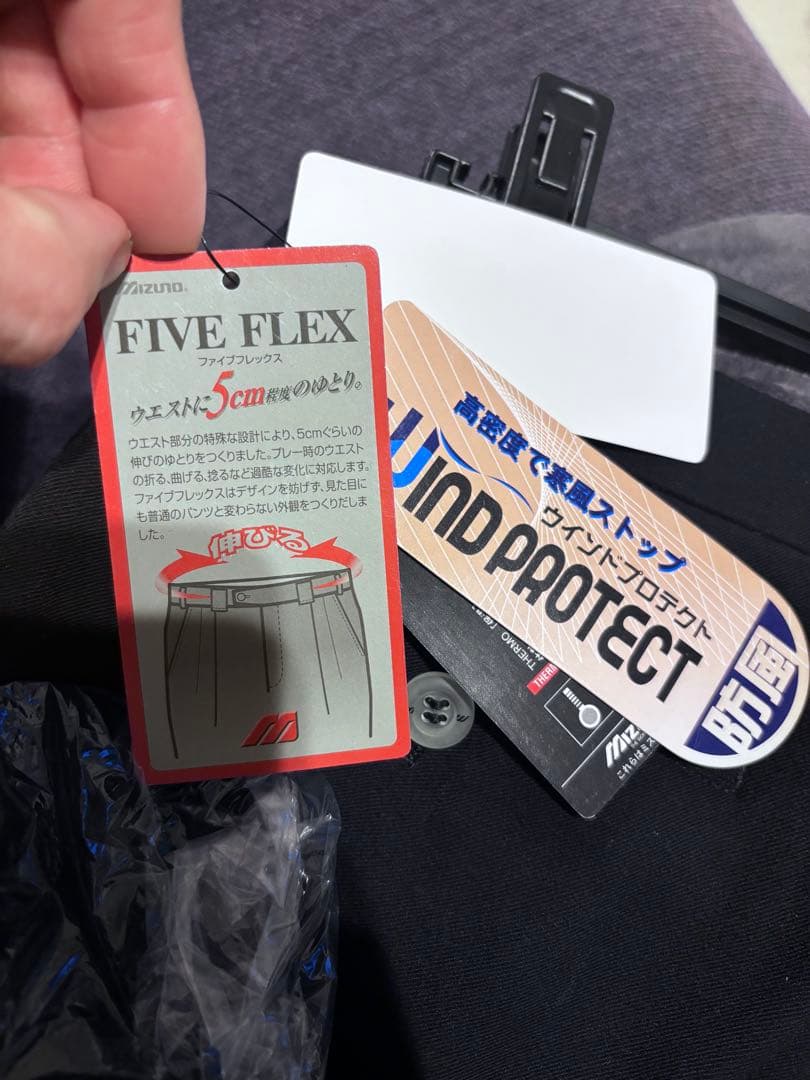 MIZUNO®
FIVE FLEX
ファイブフレックス
ウエストに5cm程度のゆとり。
ウエスト部分の特殊な設計により、5cmぐらいの
伸びのゆとりをつくりました。プレー時のウエスト
の折る、曲げる、捻るなど過酷な変化に対応します。
ファイブフレックスはデザインを妨げず、見た目に
も普通のパンツと変わらない外観をつくりだしま
した。
伸びる
高密度で寒風ストップ
WIND PROTECT
ウインドプロテクト
防風
THERMO
THERM
MIZU
これらはミズ